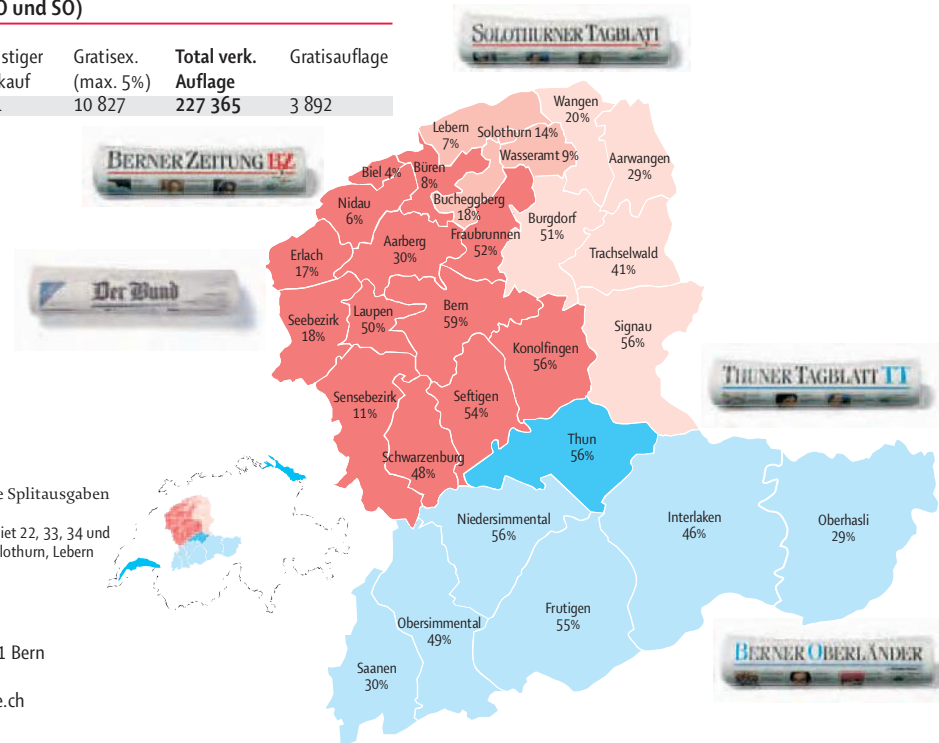 O und SO)
stiger
kauf
Gratisex.
(max. 5%)
Total verk.
Auflage
Gratisauflage
10 827
227 365
3 892
SOLOTHURNER TAGBLATT
BERNER ZEITUNG BZ
Der Bund
THUNER TAGBLATT TT
BERNER OBERLÄNDER
Wangen
20%
Lebern
7%
Solothurn 14%
Wasseramt 9%
Aarwangen
29%
Biel 4%
Büren
8%
Bucheggberg
18%
Nidau
6%
Burgdorf
51%
Fraubrunnen
52%
Aarberg
30%
Trachselwald
41%
Erlach
17%
Bern
59%
Laupen
50%
Seebezirk
18%
Signau
56%
Konolfingen
56%
Sensebezirk
11%
Seftigen
54%
Thun
56%
Schwarzenburg
48%
Niedersimmental
56%
Interlaken
46%
Oberhasli
29%
Frutigen
55%
Obersimmental
49%
Saanen
30%
e Splitausgaben
iet 22, 33, 34 und
lothurn, Lebern
1 Bern
e.ch